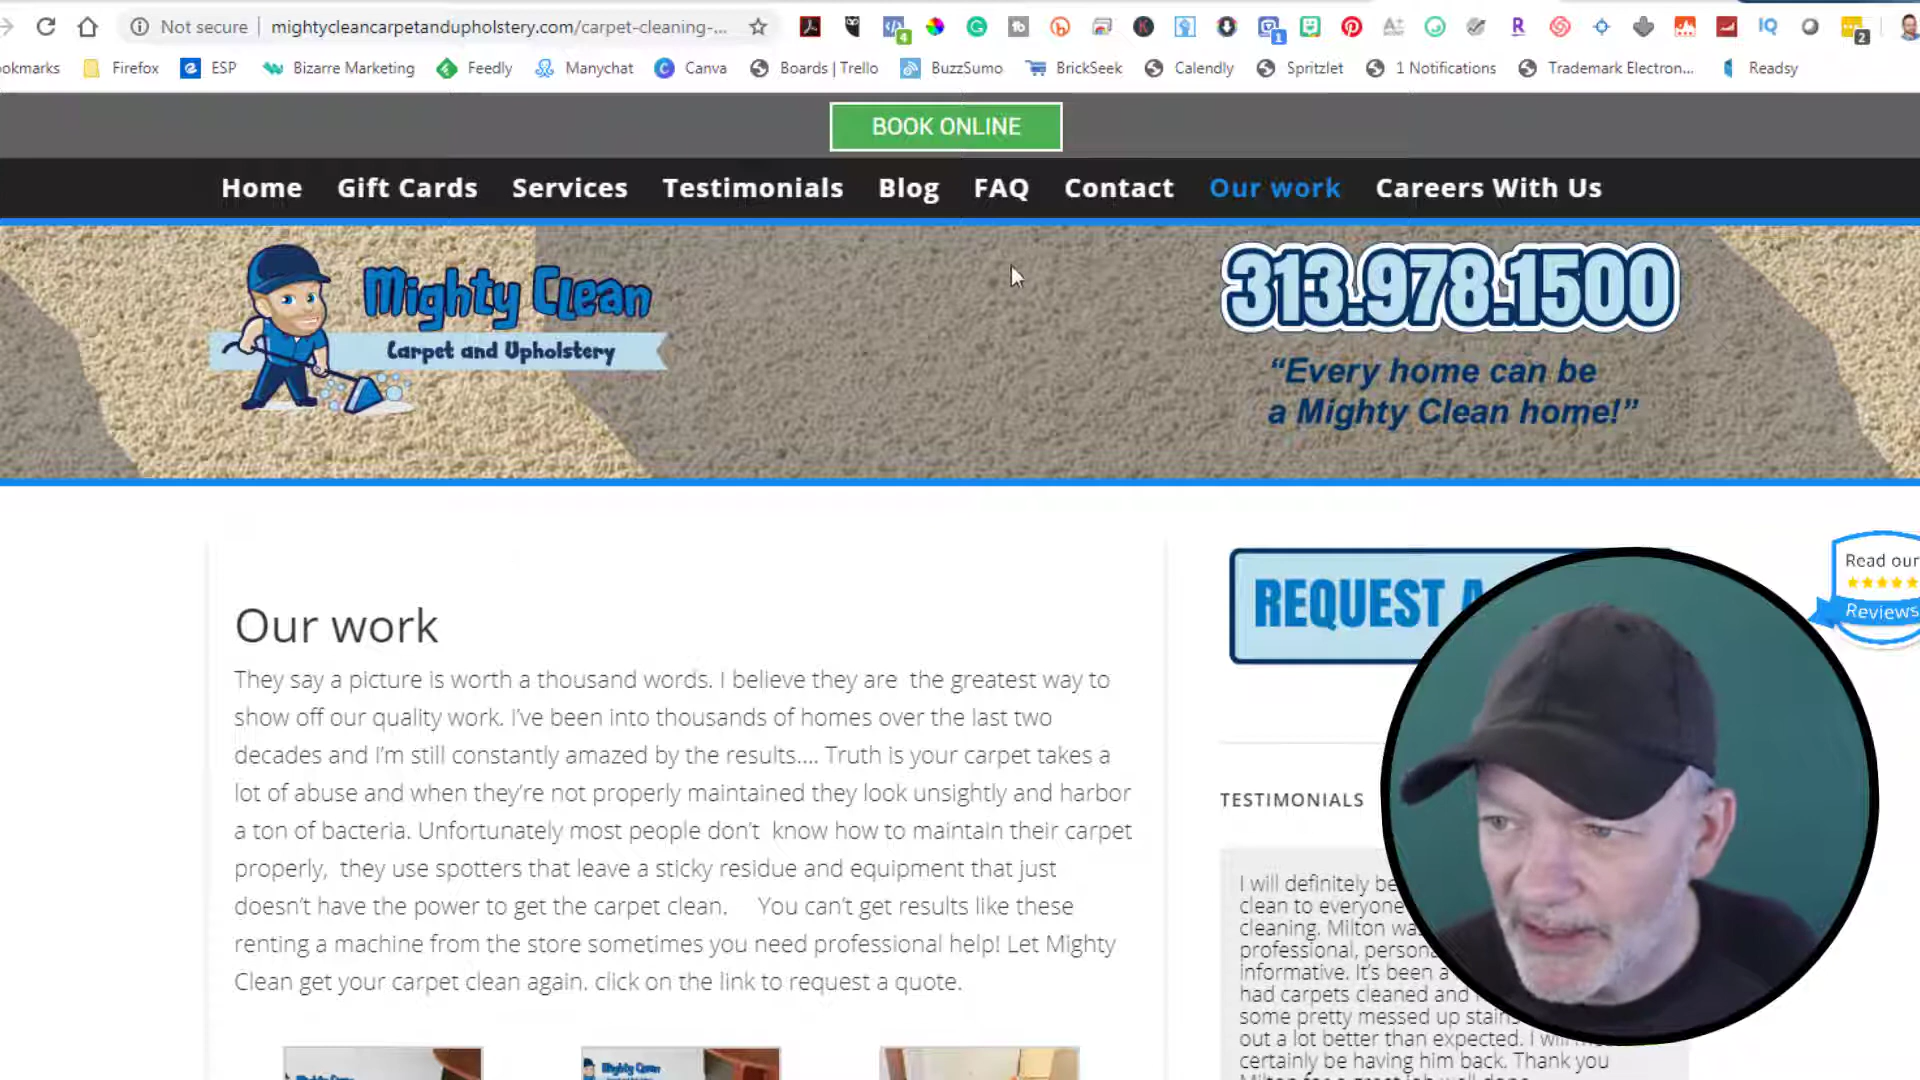 Not secure mightycleancarpetandupholstery.com/carpet-cleaning-...
4
1
2
okmarks Firefox ESP Bizarre Marketing Feedly Manychat Canva Boards | Trello BuzzSumo BrickSeek Calendly Spritzlet 1 Notifications Trademark Electron... Readsy
BOOK ONLINE
Home Gift Cards Services Testimonials Blog FAQ Contact Our work Careers With Us
Mighty Clean
Carpet and Upholstery
313.978.1500
“Every home can be
a Mighty Clean home!”
Our work
They say a picture is worth a thousand words. I believe they are the greatest way to
show off our quality work. I’ve been into thousands of homes over the last two
decades and I’m still constantly amazed by the results.... Truth is your carpet takes a
lot of abuse and when they’re not properly maintained they look unsightly and harbor
a ton of bacteria. Unfortunately most people don’t know how to maintain their carpet
properly, they use spotters that leave a sticky residue and equipment that just
doesn’t have the power to get the carpet clean. You can’t get results like these
renting a machine from the store sometimes you need professional help! Let Mighty
Clean get your carpet clean again. click on the link to request a quote.
REQUEST A
Read our
Reviews
TESTIMONIALS
I will definitely be
clean to everyone
cleaning. Milton
professional,
informative. It’s been a
had carpets cleaned and
some pretty messed up
out a lot better than expected. I
certainly be having him back. Thank you
Mighty Clean